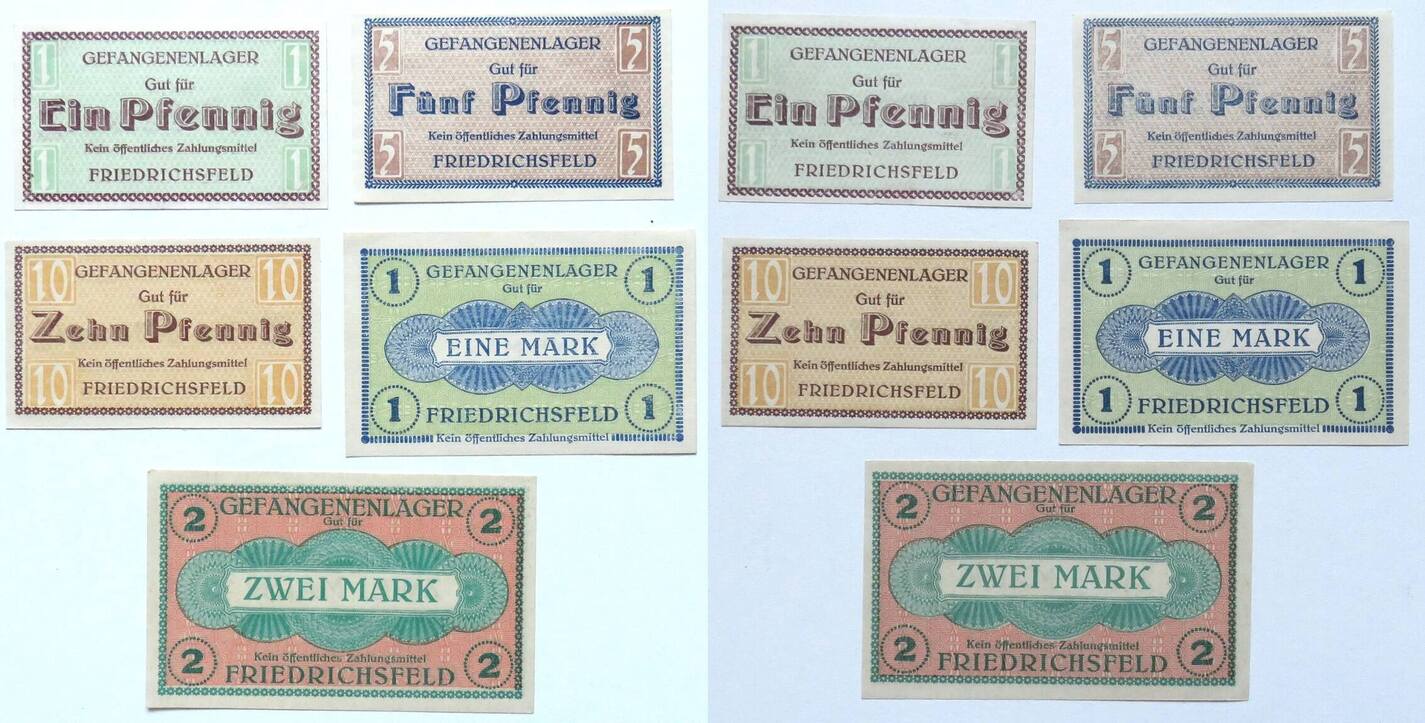 1 1
GEFANGENENLAGER
Gut für
Ein Pfennig
Kein öffentliches Zahlungsmittel
1 1
FRIEDRICHSFELD
5 5
GEFANGENENLAGER
Gut für
Fünf Pfennig
Kein öffentliches Zahlungsmittel
5 5
FRIEDRICHSFELD
1 1
GEFANGENENLAGER
Gut für
Ein Pfennig
Kein öffentliches Zahlungsmittel
1 1
FRIEDRICHSFELD
5 5
GEFANGENENLAGER
Gut für
Fünf Pfennig
Kein öffentliches Zahlungsmittel
5 5
FRIEDRICHSFELD
10 GEFANGENENLAGER 10
Gut für
Zehn Pfennig
Kein öffentliches Zahlungsmittel
10 FRIEDRICHSFELD 10
1 GEFANGENENLAGER 1
Gut für
EINE MARK
1 FRIEDRICHSFELD 1
Kein öffentliches Zahlungsmittel
10 GEFANGENENLAGER 10
Gut für
Zehn Pfennig
Kein öffentliches Zahlungsmittel
10 FRIEDRICHSFELD 10
1 GEFANGENENLAGER 1
Gut für
EINE MARK
1 FRIEDRICHSFELD 1
Kein öffentliches Zahlungsmittel
GEFANGENENLAGER
2 Gut für 2
ZWEI MARK
Kein öffentliches Zahlungsmittel
2 FRIEDRICHSFELD 2
GEFANGENENLAGER
2 Gut für 2
ZWEI MARK
Kein öffentliches Zahlungsmittel
2 FRIEDRICHSFELD 2